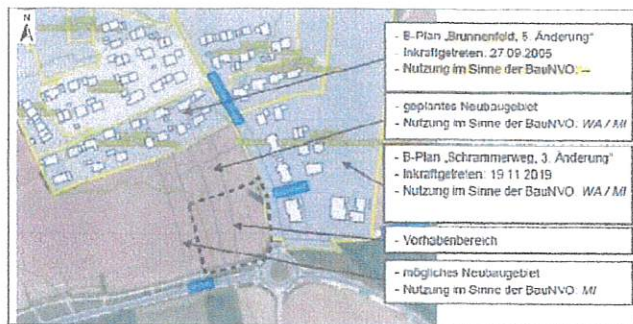 N
- B-Plan „Brunnenfeld, 5. Änderung“
- Inkraftgetreten: 27.09.2005
- Nutzung im Sinne der BauNVO: --
- geplantes Neubaugebiet
- Nutzung im Sinne der BauNVO: WA / MI
- B-Plan „Schrammerweg, 3. Änderung“
- Inkraftgetreten: 19.11.2019
- Nutzung im Sinne der BauNVO: WA / MI
- Vorhabenbereich
- mögliches Neubaugebiet
- Nutzung im Sinne der BauNVO: MI